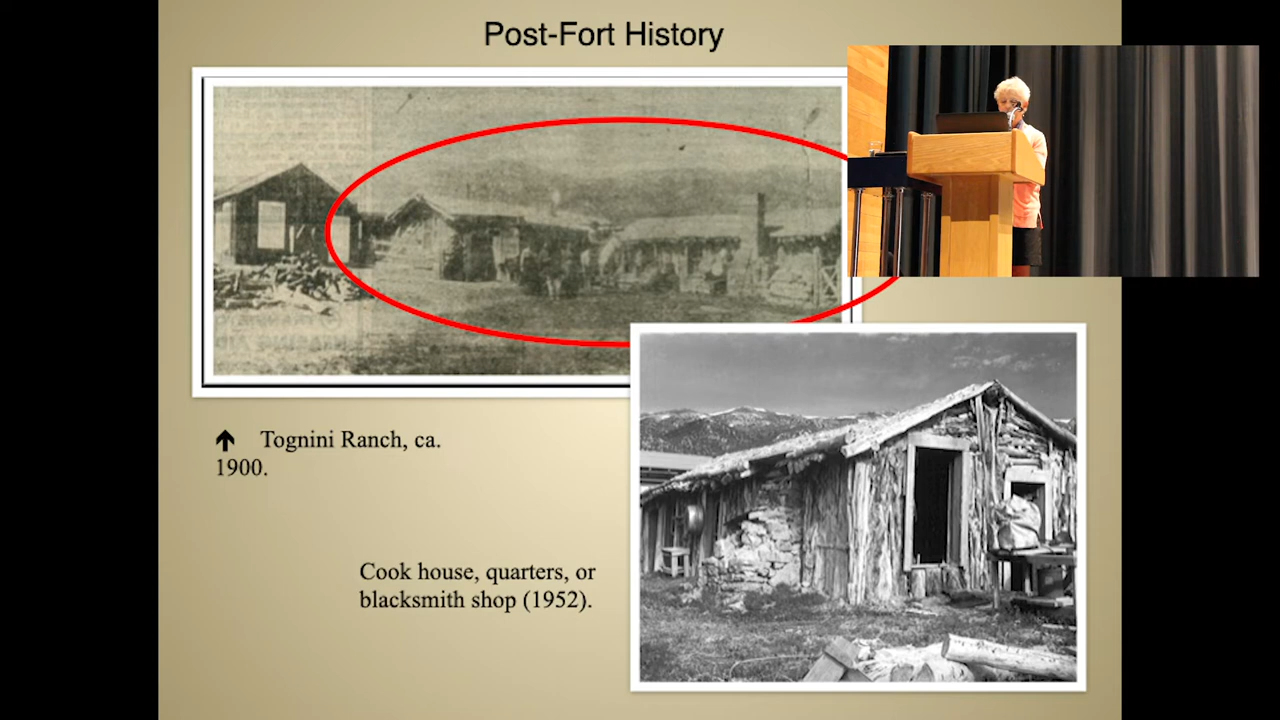 Post-Fort History
↑ Tognini Ranch, ca.
1900.
Cook house, quarters, or
blacksmith shop (1952).